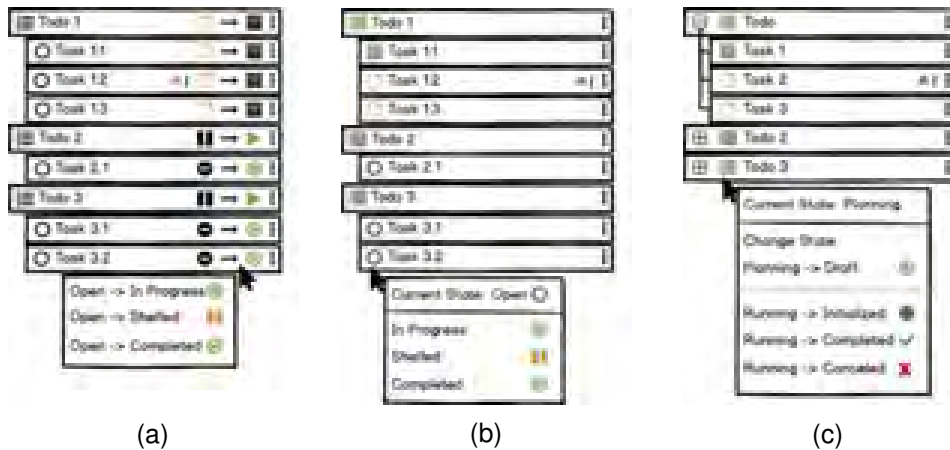 Todo 1
Task 1.1
Task 1.2
Task 1.3
Todo 2
Task 2.1
Todo 3
Task 3.1
Task 3.2
Open -> In Progress
Open -> Shelled
Open -> Completed
(a)
Todo 1
Task 1.1
Task 1.2
Task 1.3
Todo 2
Task 2.1
Todo 3
Task 3.1
Task 3.2
Current State: Open
In Progress
Shelled
Completed
(b)
Todo
Task 1
Task 2
Task 3
Todo 2
Todo 3
Current State: Planning
Change State
Planning -> Draft
Running -> Initialized
Running -> Completed
Running -> Canceled
(c)